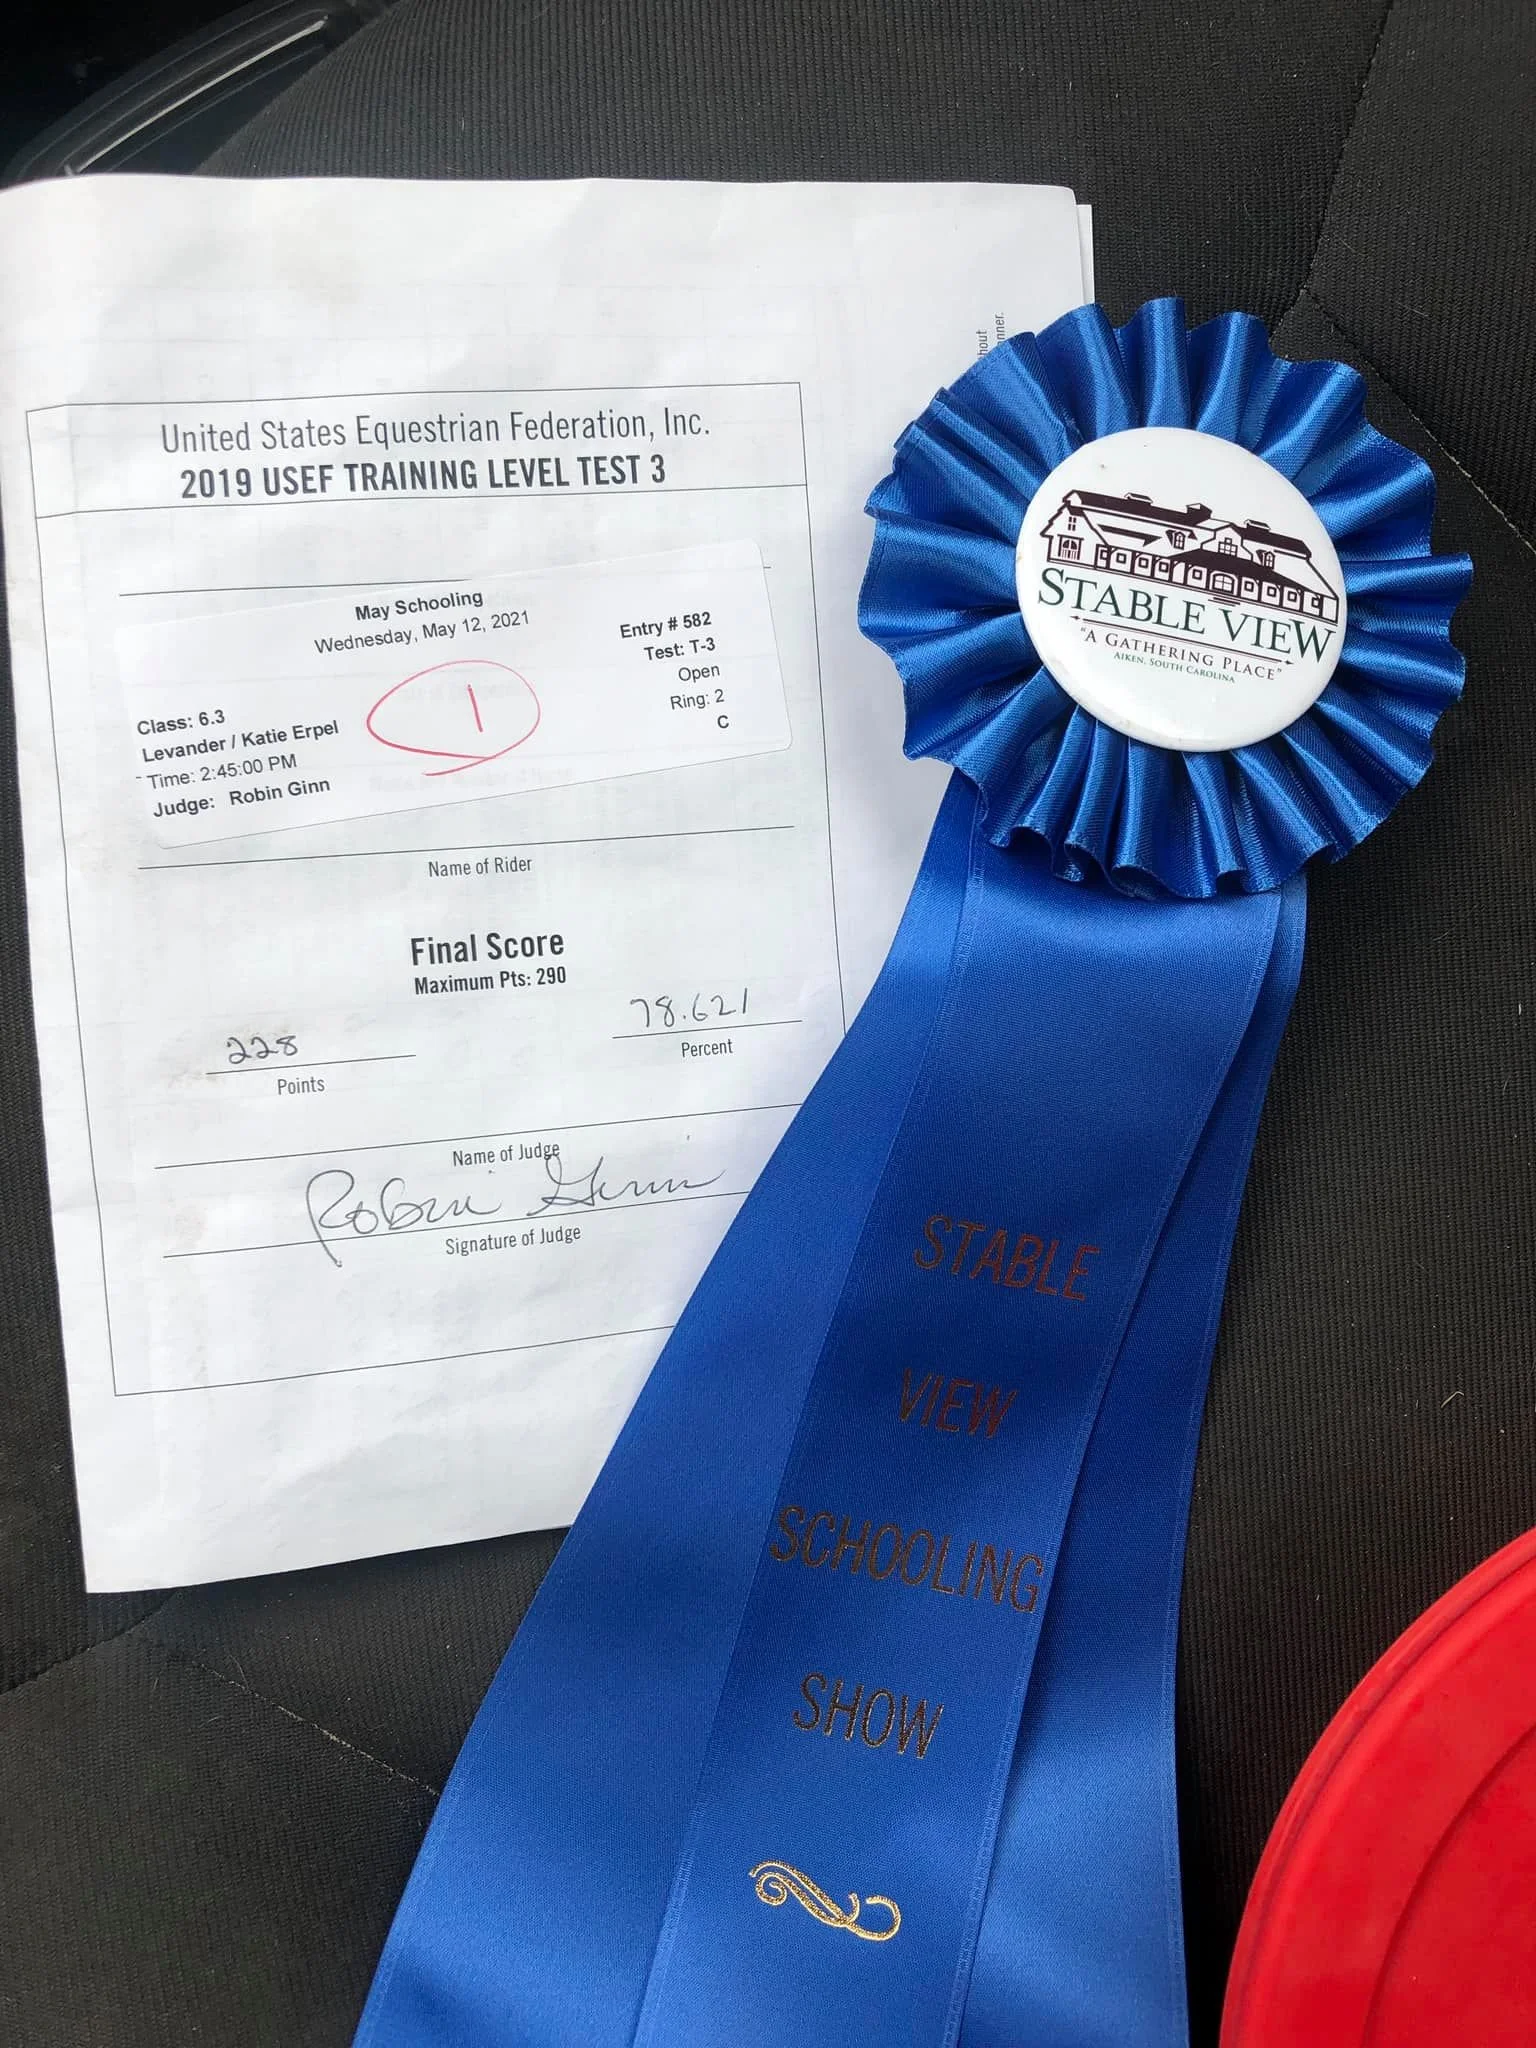 hout
nner.
United States Equestrian Federation, Inc.
2019 USEF TRAINING LEVEL TEST 3
May Schooling
Wednesday, May 12, 2021
Entry # 582
Test: T-3
Open
Ring: 2
C
1
Class: 6.3
Levander / Katie Erpel
Time: 2:45:00 PM
Judge: Robin Ginn
Name of Rider
Final Score
Maximum Pts: 290
228
Points
78.621
Percent
Name of Judge
Robin Ginn
Signature of Judge
STABLE VIEW
"A GATHERING PLACE"
AIKEN, SOUTH CAROLINA
STABLE
VIEW
SCHOOLING
SHOW